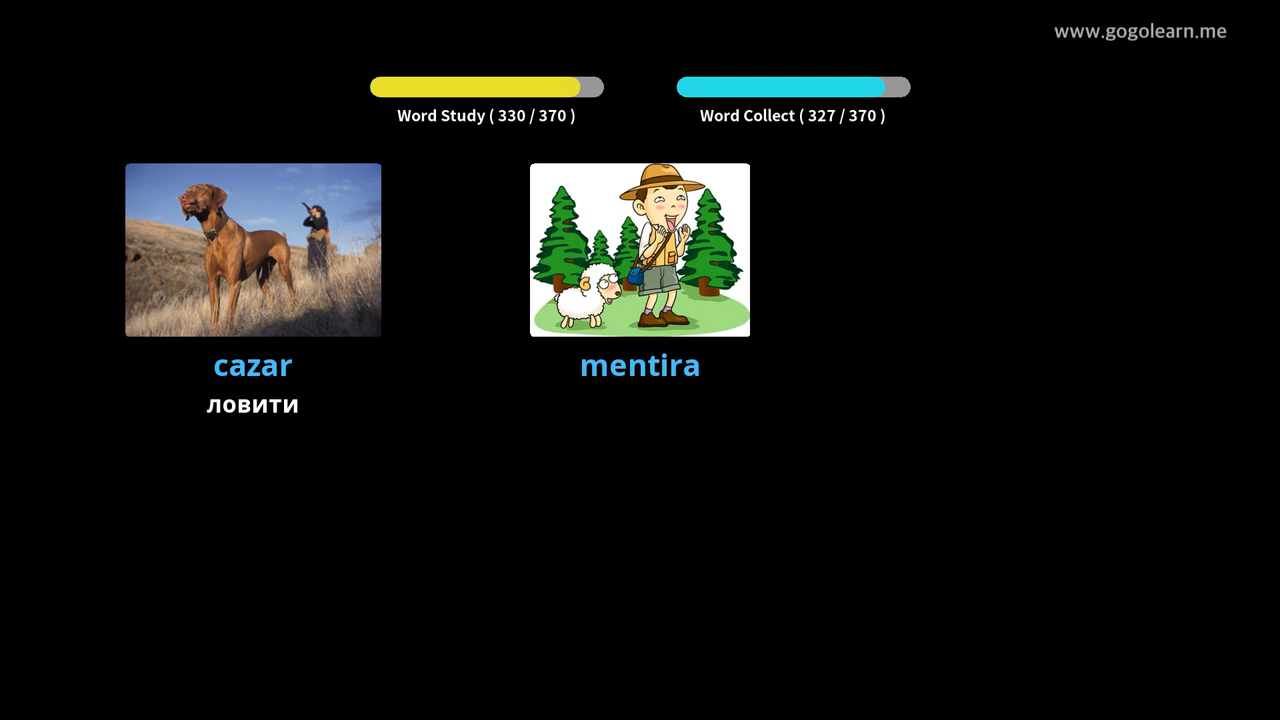 www.gogolearn.me
Word Study ( 330 / 370 )
Word Collect ( 327 / 370 )
cazar
mentira
ловити